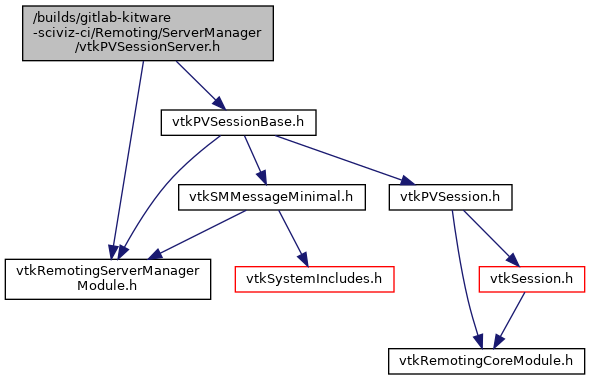 /builds/gitlab-kitware
-sciviz-ci/Remoting/ServerManager
/vtkPVSessionServer.h
vtkPVSessionBase.h
vtkSMMessageMinimal.h
vtkPVSession.h
vtkRemotingServerManager
Module.h
vtkSystemIncludes.h
vtkSession.h
vtkRemotingCoreModule.h